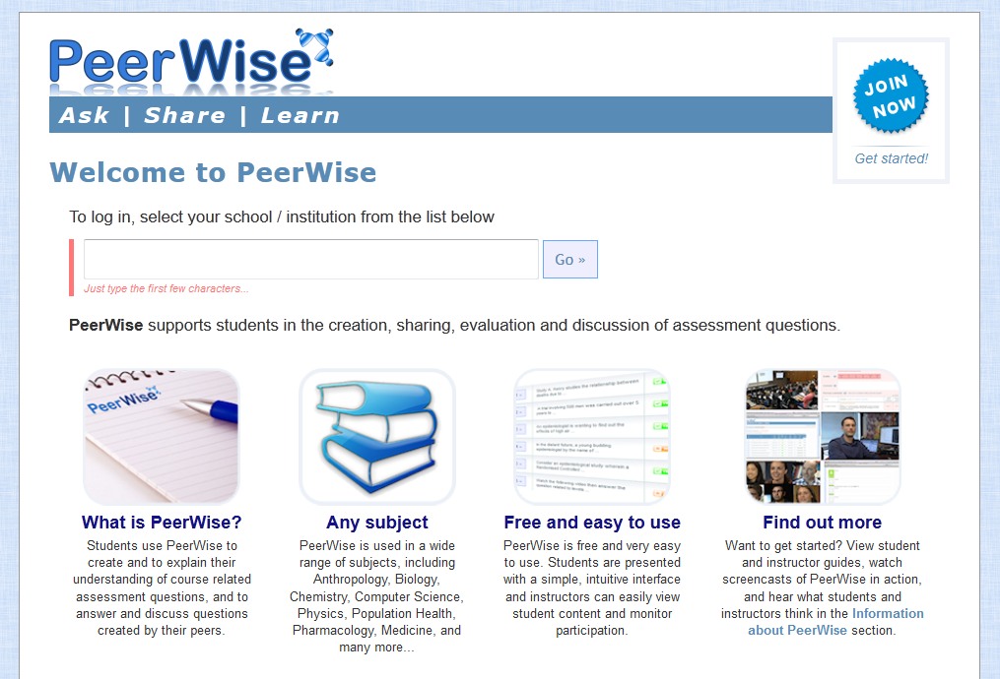 PeerWise
JOIN
NOW
Get started!
Ask | Share | Learn
Welcome to PeerWise
To log in, select your school / institution from the list below
Go »
Just type the first few characters...
PeerWise supports students in the creation, sharing, evaluation and discussion of assessment questions.
PeerWise
What is PeerWise?
Students use PeerWise to
create and to explain their
understanding of course related
assessment questions, and to
answer and discuss questions
created by their peers.
Any subject
PeerWise is used in a wide
range of subjects, including
Anthropology, Biology,
Chemistry, Computer Science,
Physics, Population Health,
Pharmacology, Medicine, and
many more...
Free and easy to use
PeerWise is free and very easy
to use. Students are presented
with a simple, intuitive interface
and instructors can easily view
student content and monitor
participation.
Find out more
Want to get started? View student
and instructor guides, watch
screencasts of PeerWise in action,
and hear what students and
instructors think in the Information
about PeerWise section.